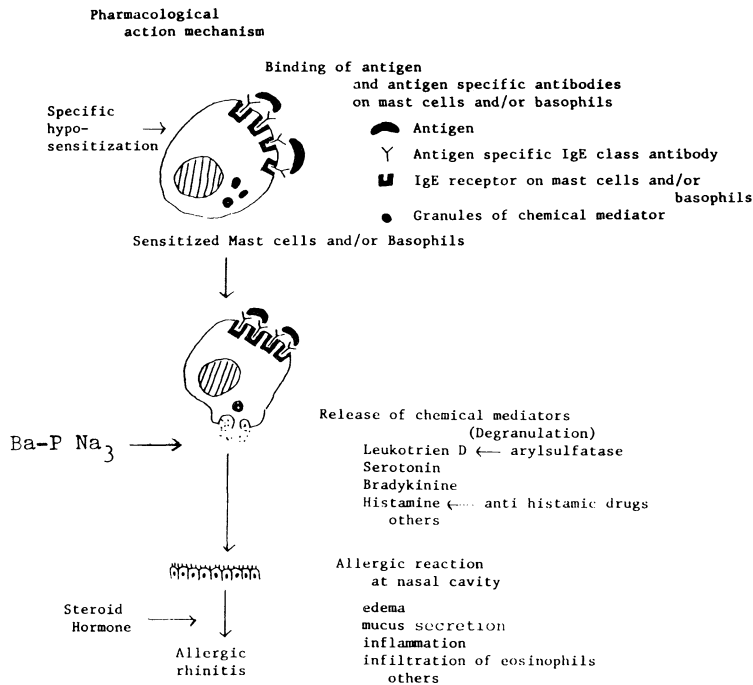 Pharmacological
action mechanism
Binding of antigen
and antigen specific antibodies
on mast cells and/or basophils
Specific
hypo-
sensitization
Antigen
Antigen specific IgE class antibody
IgE receptor on mast cells and/or
basophils
Granules of chemical mediator
Sensitized Mast cells and/or Basophils
Ba-P Na3
Release of chemical mediators
(Degranulation)
Leukotrien D ← arylsulfatase
Serotonin
Bradykinine
Histamine ← anti histamic drugs
others
Allergic reaction
at nasal cavity
Steroid
Hormone
edema
mucus secretion
inflammation
infiltration of eosinophils
others
Allergic
rhinitis